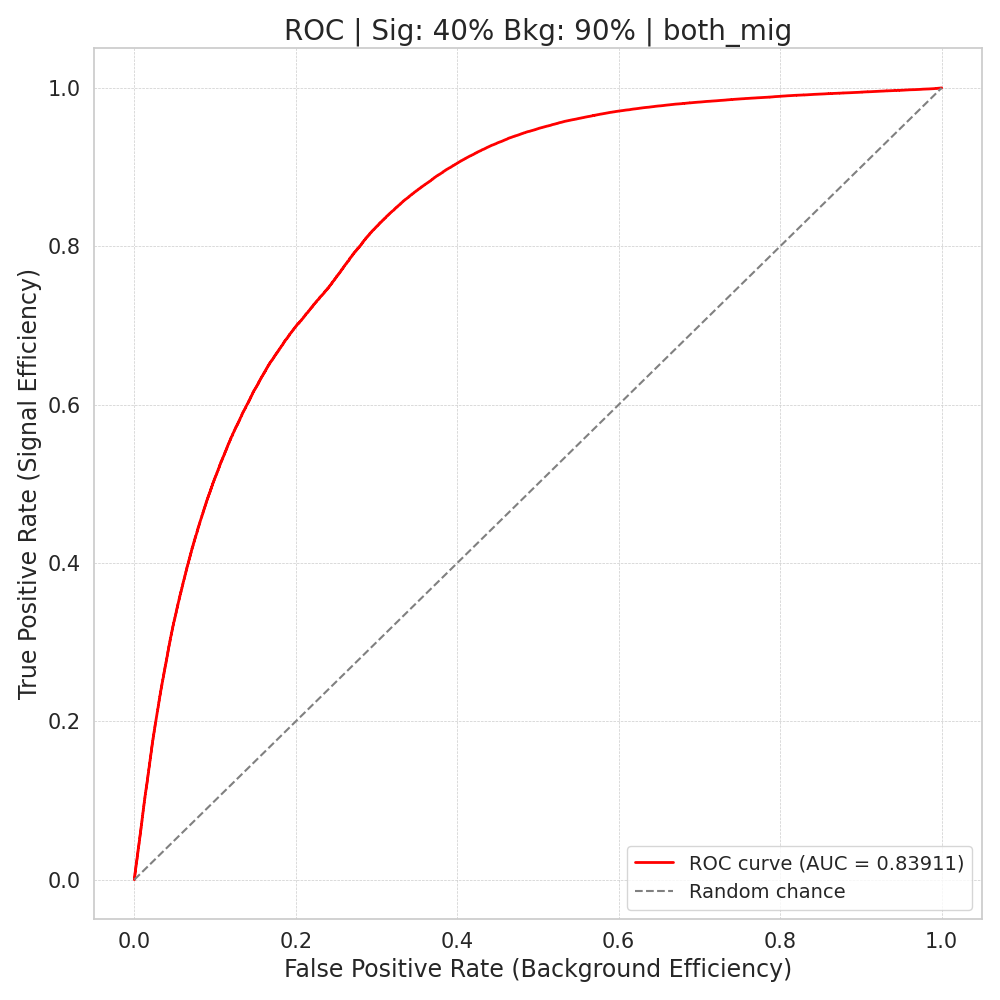 ROC | Sig: 40% Bkg: 90% | both_mig
True Positive Rate (Signal Efficiency)
1.0
0.8
0.6
0.4
0.2
0.0
ROC curve (AUC = 0.83911)
Random chance
0.0 0.2 0.4 0.6 0.8 1.0
False Positive Rate (Background Efficiency)